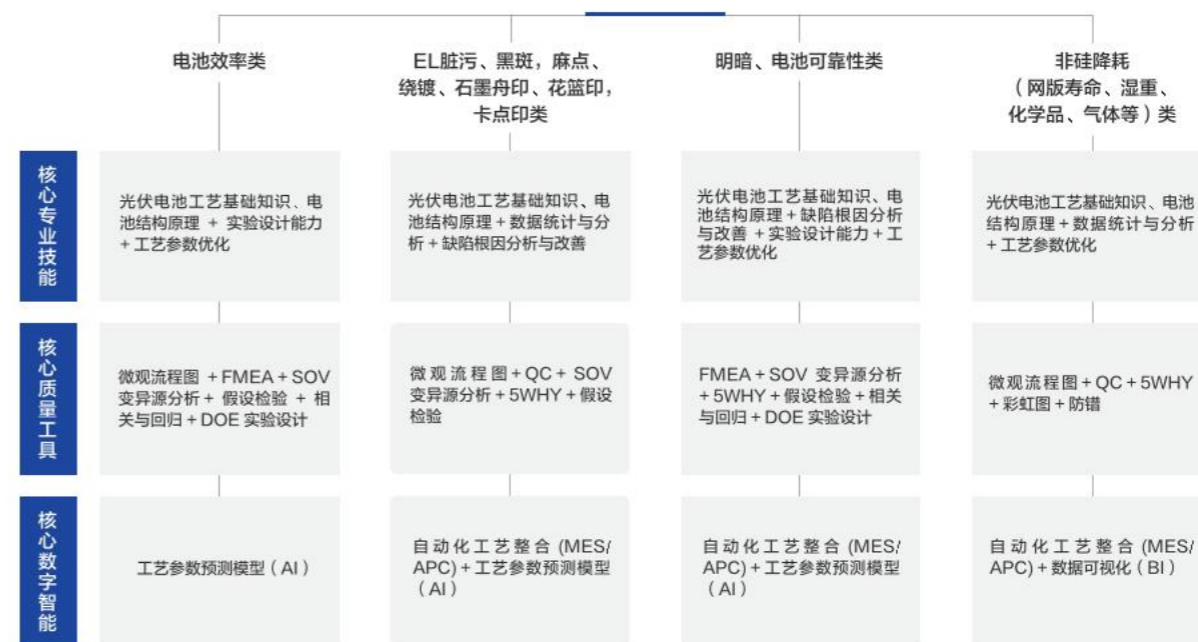 电池效率类
EL脏污、黑斑，麻点、
绕镀、石墨舟印、花篮印，
卡点印类
明暗、电池可靠性类
非硅降耗
（网版寿命、湿重、
化学品、气体等）类
核心专业技能
光伏电池工艺基础知识、电
池结构原理 + 实验设计能力
+工艺参数优化
光伏电池工艺基础知识、电
池结构原理+数据统计与分
析+缺陷根因分析与改善
光伏电池工艺基础知识、电
池结构原理+缺陷根因分析
与改善 +实验设计能力+工
艺参数优化
光伏电池工艺基础知识、电池
结构原理+数据统计与分析
+工艺参数优化
核心质量工具
微观流程图 +FMEA+SOV
变异源分析+ 假设检验 + 相
关与回归+DOE 实验设计
微观流程图+QC+ SOV
变异源分析+5WHY+假设
检验
FMEA+SOV 变异源分析
+5WHY+假设检验+相关
与回归+DOE 实验设计
微观流程图+QC+5WHY
+彩虹图+防错
核心数字智能
工艺参数预测模型（AI）
自动化工艺整合 (MES/
APC)+工艺参数预测模型
（AI）
自动化工艺整合 (MES/
APC)+工艺参数预测模型
（AI）
自动化工艺整合 (MES/
APC)+数据可视化（BI）